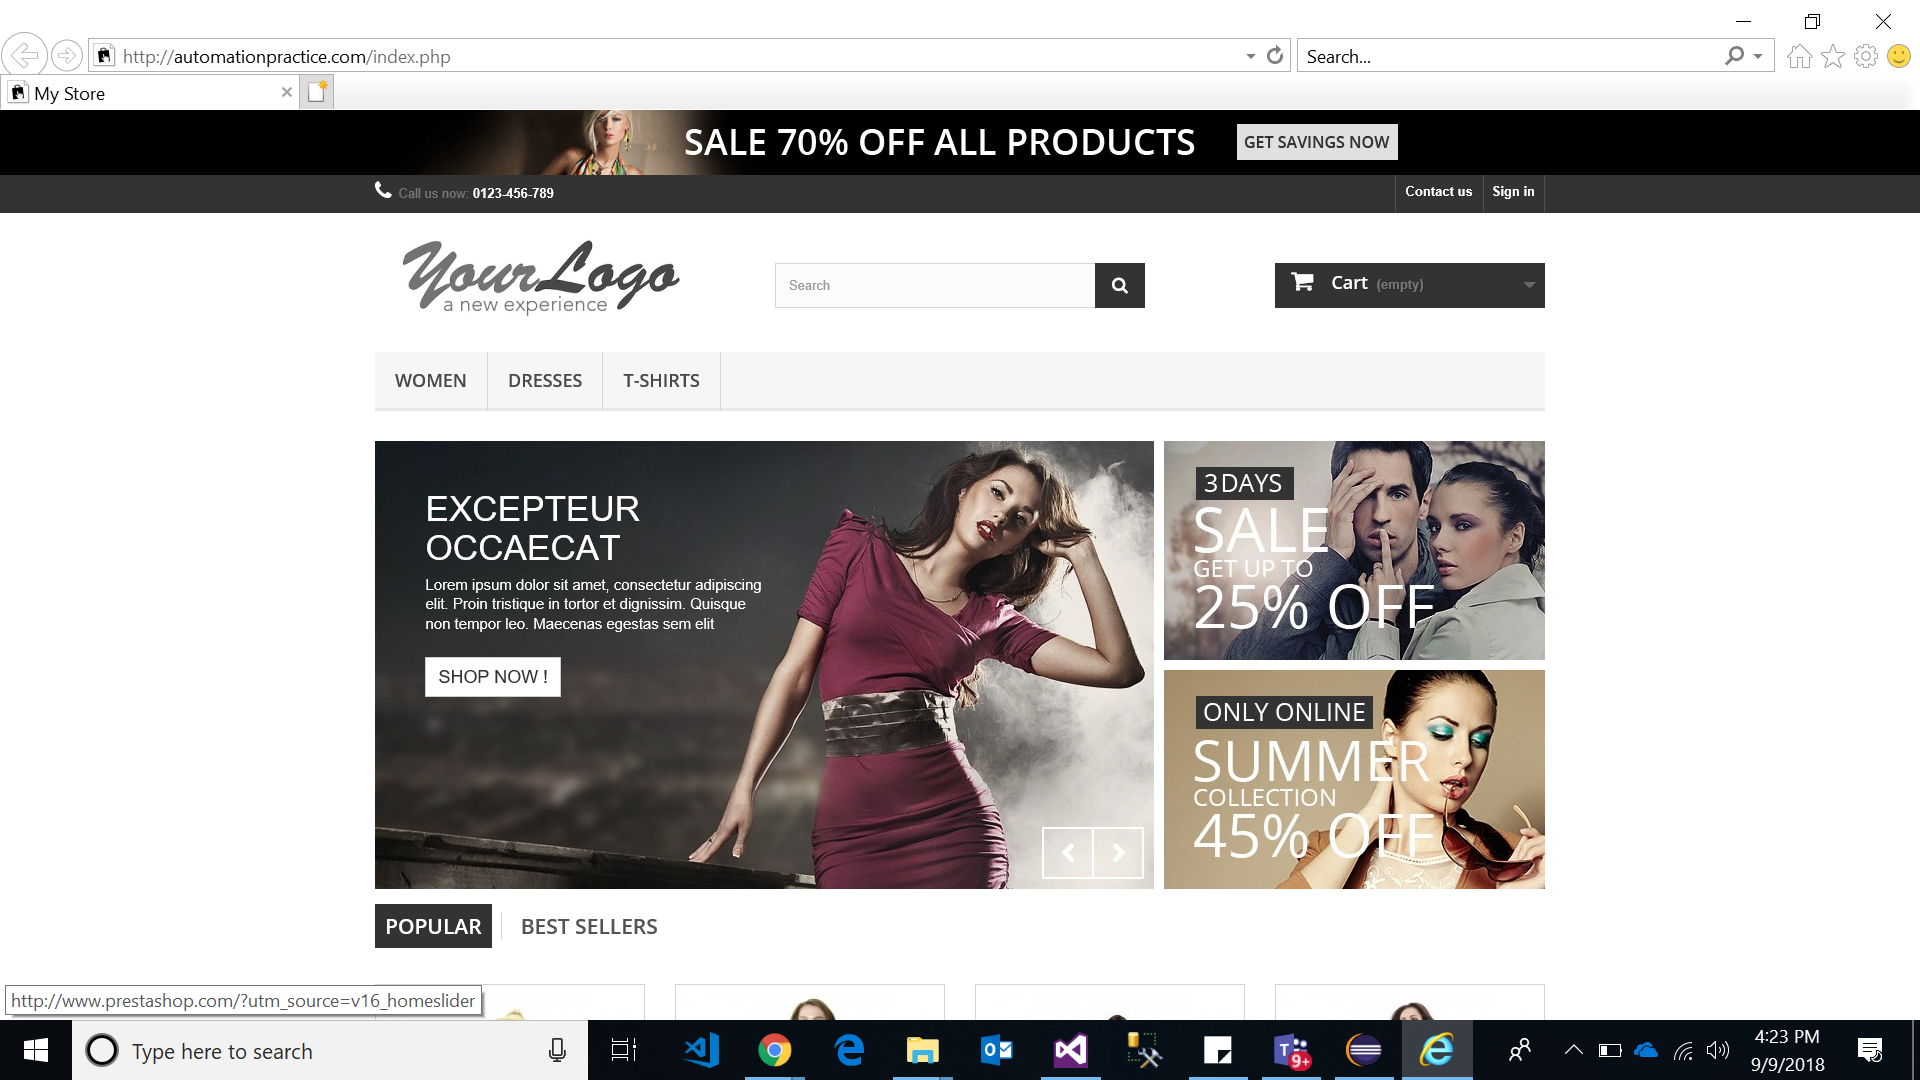 http://automationpractice.com/index.php
Search...
My Store
SALE 70% OFF ALL PRODUCTS
GET SAVINGS NOW
Call us now: 0123-456-789
Contact us
Sign in
YourLogo
a new experience
Search
Cart (empty)
WOMEN
DRESSES
T-SHIRTS
EXCEPTEUR
OCCAECAT
Lorem ipsum dolor sit amet, consectetur adipiscing
elit. Proin tristique in tortor et dignissim. Quisque
non tempor leo. Maecenas egestas sem elit
SHOP NOW !
3DAYS
SALE
GET UP TO
25% OFF
ONLY ONLINE
SUMMER
COLLECTION
45% OFF
POPULAR
BEST SELLERS
http://www.prestashop.com/?utm_source=v16_homeslider
Type here to search
9+
4:23 PM
9/9/2018